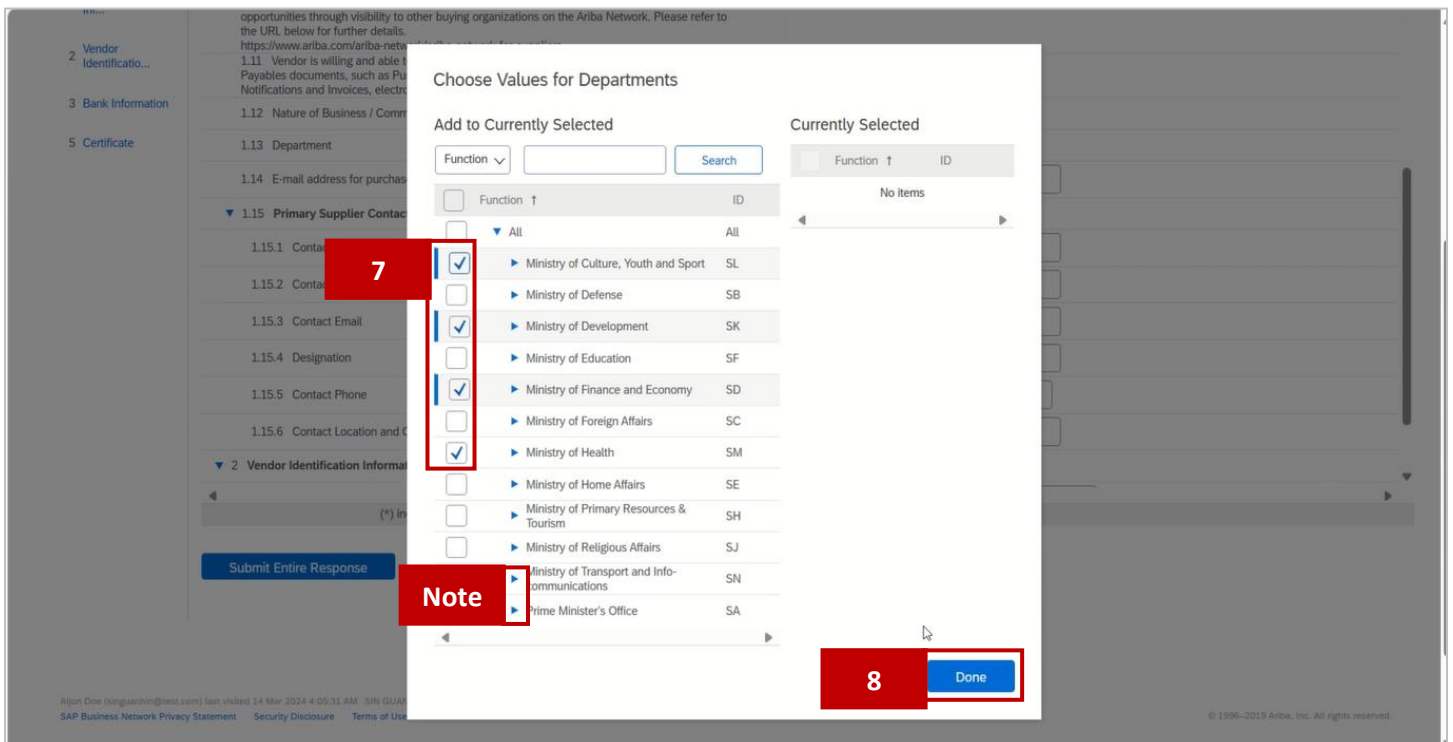 opportunities through visibility to other buying organizations on the Ariba Network. Please refer to
the URL below for further details.
2 Vendor
Identificatio...
1.11 Vendor is willing and able t
Payables documents, such as Pu
Notifications and Invoices, electro
3 Bank Information
1.12 Nature of Business / Comm
5 Certificate
1.13 Department
1.14 E-mail address for purchas
1.15 Primary Supplier Contac
1.15.1 Conta
1.15.2 Conta
1.15.3 Contact Email
1.15.4 Designation
1.15.5 Contact Phone
1.15.6 Contact Location and C
2 Vendor Identification Informat
(*) in
Submit Entire Response
Choose Values for Departments
Add to Currently Selected
Function
Search
Function ↑ ID
All All
Ministry of Culture, Youth and Sport SL
Ministry of Defense SB
Ministry of Development SK
Ministry of Education SF
Ministry of Finance and Economy SD
Ministry of Foreign Affairs SC
Ministry of Health SM
Ministry of Home Affairs SE
Ministry of Primary Resources &
Tourism SH
Ministry of Religious Affairs SJ
Ministry of Transport and Info-
communications SN
Prime Minister's Office SA
7
Note
Currently Selected
Function ↑ ID
No items
8
Done
Aijon Doe (singuanhin@test.com) last visited 14 Mar 2024 4:05:31 AM SIN GUAN
SAP Business Network Privacy Statement Security Disclosure Terms of Use
© 1996–2019 Ariba, Inc. All rights reserved.